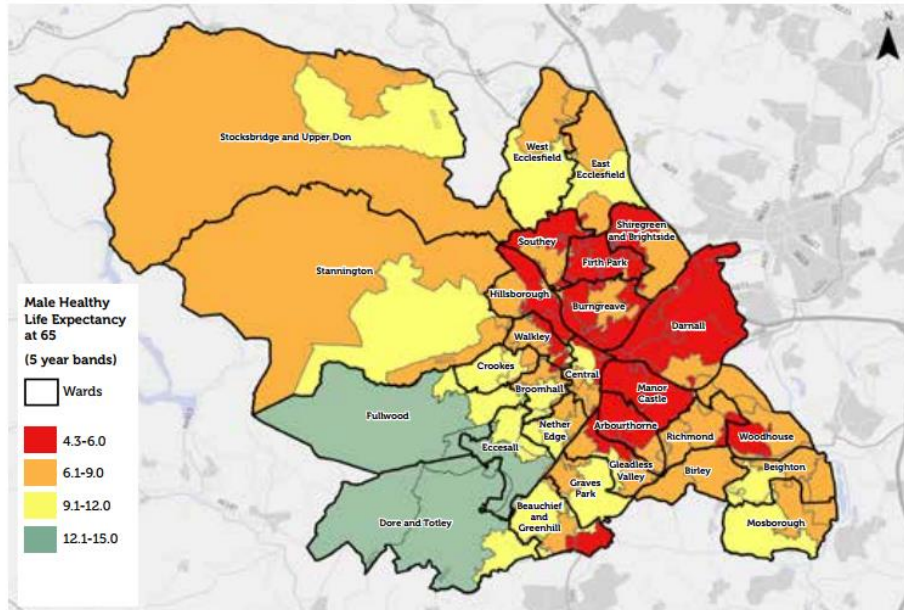 N
Stocksbridge and Upper Don
West
Ecclesfield
East
Ecclesfield
Shiregreen
and Brightside
Southey
Firth Park
Stannington
Hillsborough
Burngreave
Darnall
Walkley
Crookes
Central
Broomhall
Manor
Castle
Fullwood
Nether
Edge
Arbourthorne
Ecclesall
Richmond
Woodhouse
Gleadless
Valley
Birley
Beighton
Graves
Park
Beauchief
and
Greenhill
Dore and Totley
Mosborough
Male Healthy
Life Expectancy
at 65
(5 year bands)
Wards
4.3-6.0
6.1-9.0
9.1-12.0
12.1-15.0